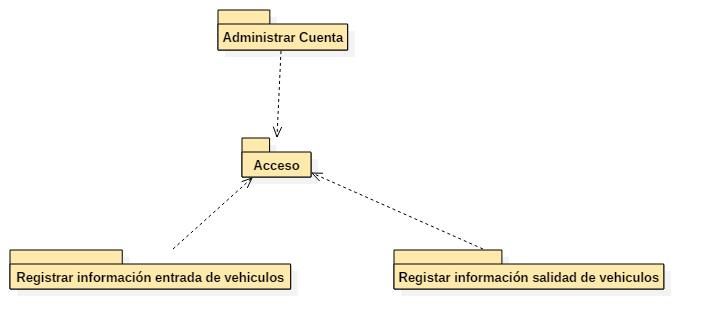 Administrar Cuenta
Acceso
Registrar información entrada de vehiculos
Registar información salidad de vehiculos